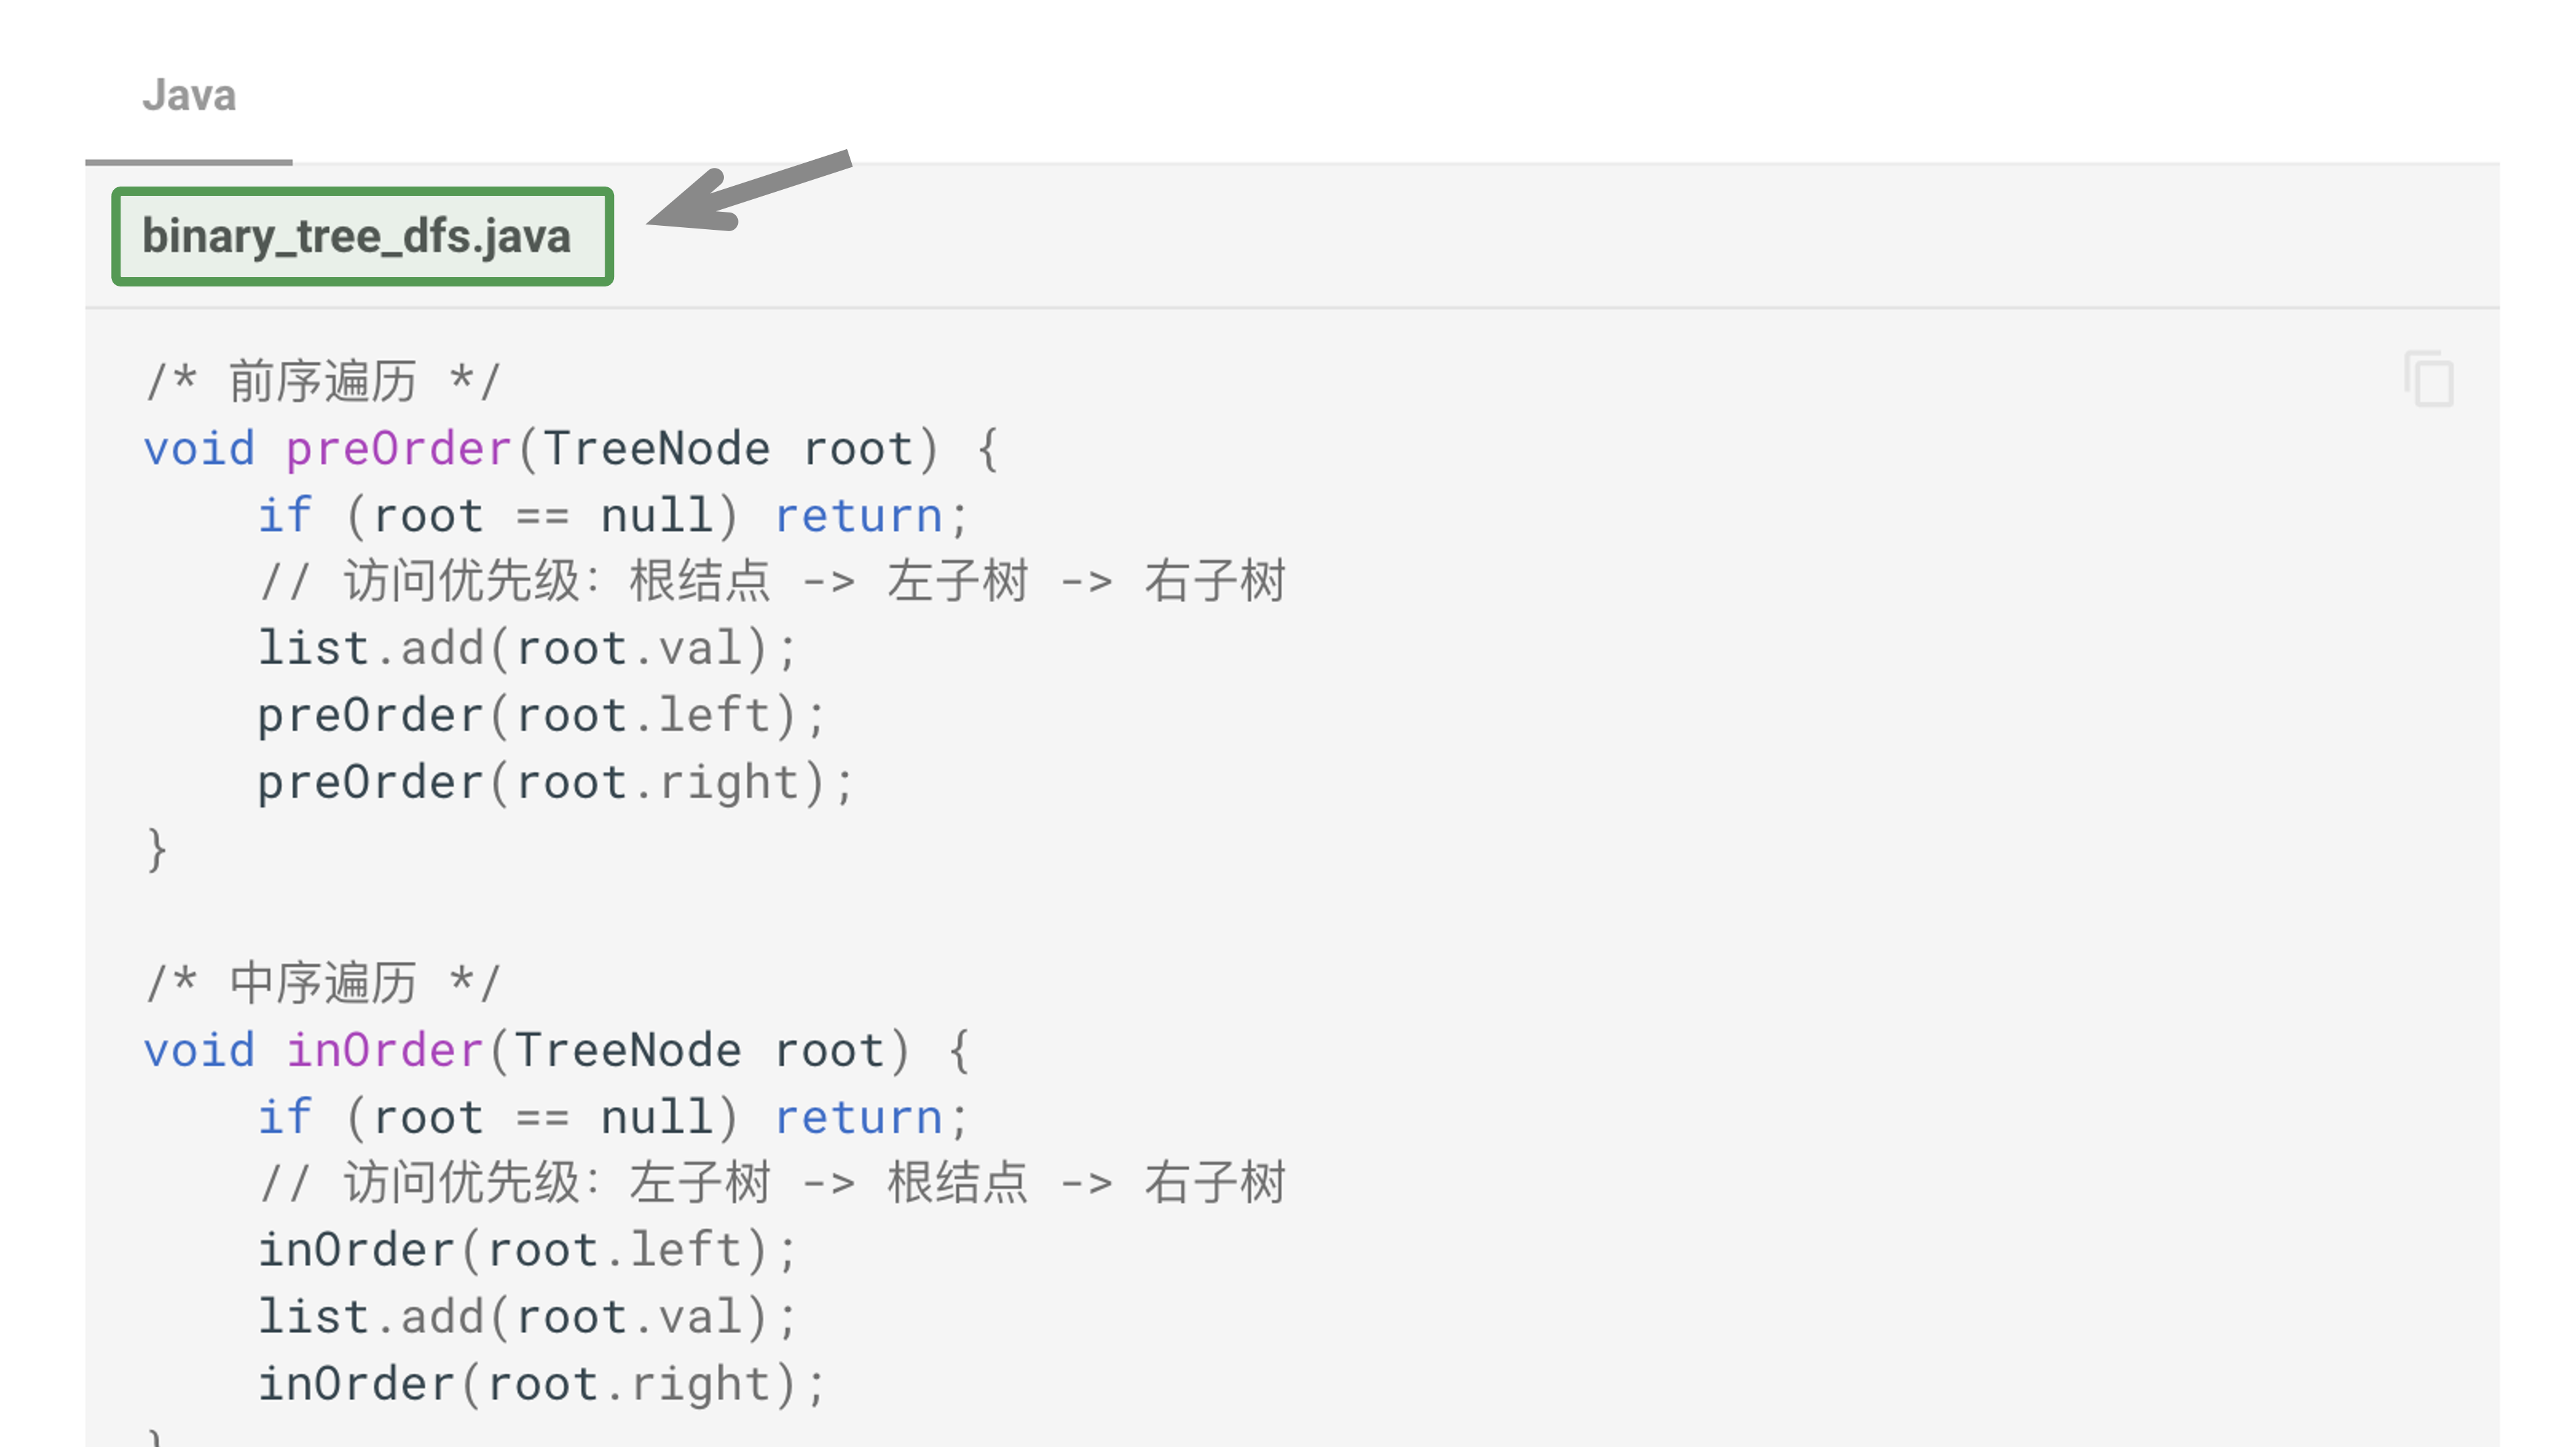 Java
binary_tree_dfs.java
/* 前序遍历 */
void preOrder(TreeNode root) {
    if (root == null) return;
    // 访问优先级：根结点 -> 左子树 -> 右子树
    list.add(root.val);
    preOrder(root.left);
    preOrder(root.right);
}
/* 中序遍历 */
void inOrder(TreeNode root) {
    if (root == null) return;
    // 访问优先级：左子树 -> 根结点 -> 右子树
    inOrder(root.left);
    list.add(root.val);
    inOrder(root.right);
}